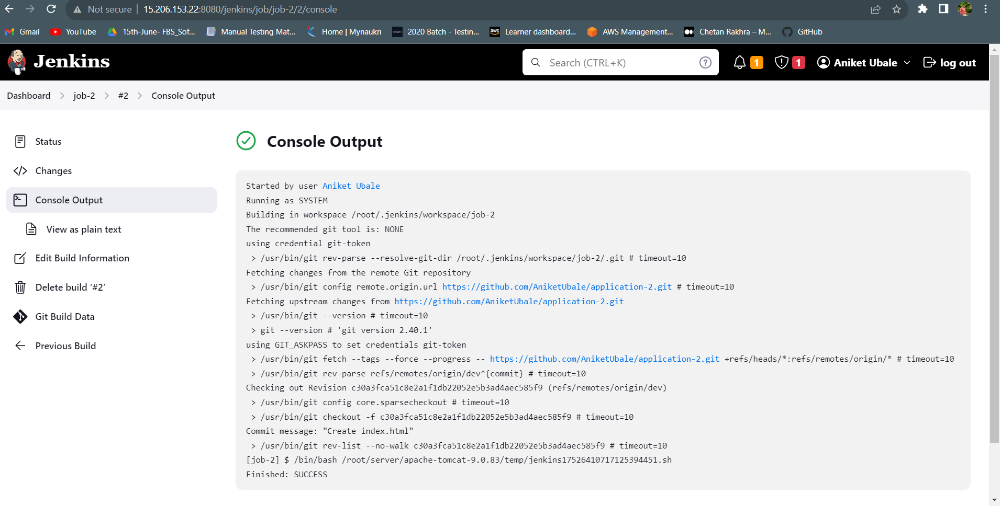 Not secure | 15.206.153.22:8080/jenkins/job/job-2/2/console
Gmail YouTube 15th-June- FBS_Sof... Manual Testing Mat... Home | Mynaukri 2020 Batch - Testin... aws Learner dashboard... AWS Management... Chetan Rakhra – M... GitHub
Jenkins Search (CTRL+K) ? 1 1 Aniket Ubale log out
Dashboard > job-2 > #2 > Console Output
Status
Changes
Console Output
View as plain text
Edit Build Information
Delete build ‘#2’
Git Build Data
Previous Build
Console Output
Started by user Aniket Ubale
Running as SYSTEM
Building in workspace /root/.jenkins/workspace/job-2
The recommended git tool is: NONE
using credential git-token
> /usr/bin/git rev-parse --resolve-git-dir /root/.jenkins/workspace/job-2/.git # timeout=10
Fetching changes from the remote Git repository
> /usr/bin/git config remote.origin.url https://github.com/AniketUbale/application-2.git # timeout=10
Fetching upstream changes from https://github.com/AniketUbale/application-2.git
> /usr/bin/git --version # timeout=10
> git --version # 'git version 2.40.1'
using GIT_ASKPASS to set credentials git-token
> /usr/bin/git fetch --tags --force --progress -- https://github.com/AniketUbale/application-2.git +refs/heads/*:refs/remotes/origin/* # timeout=10
> /usr/bin/git rev-parse refs/remotes/origin/dev^{commit} # timeout=10
Checking out Revision c30a3fca51c8e2a1f1db22052e5b3ad4aec585f9 (refs/remotes/origin/dev)
> /usr/bin/git config core.sparsecheckout # timeout=10
> /usr/bin/git checkout -f c30a3fca51c8e2a1f1db22052e5b3ad4aec585f9 # timeout=10
Commit message: "Create index.html"
> /usr/bin/git rev-list --no-walk c30a3fca51c8e2a1f1db22052e5b3ad4aec585f9 # timeout=10
[job-2] $ /bin/bash /root/server/apache-tomcat-9.0.83/temp/jenkins17526410717125394451.sh
Finished: SUCCESS